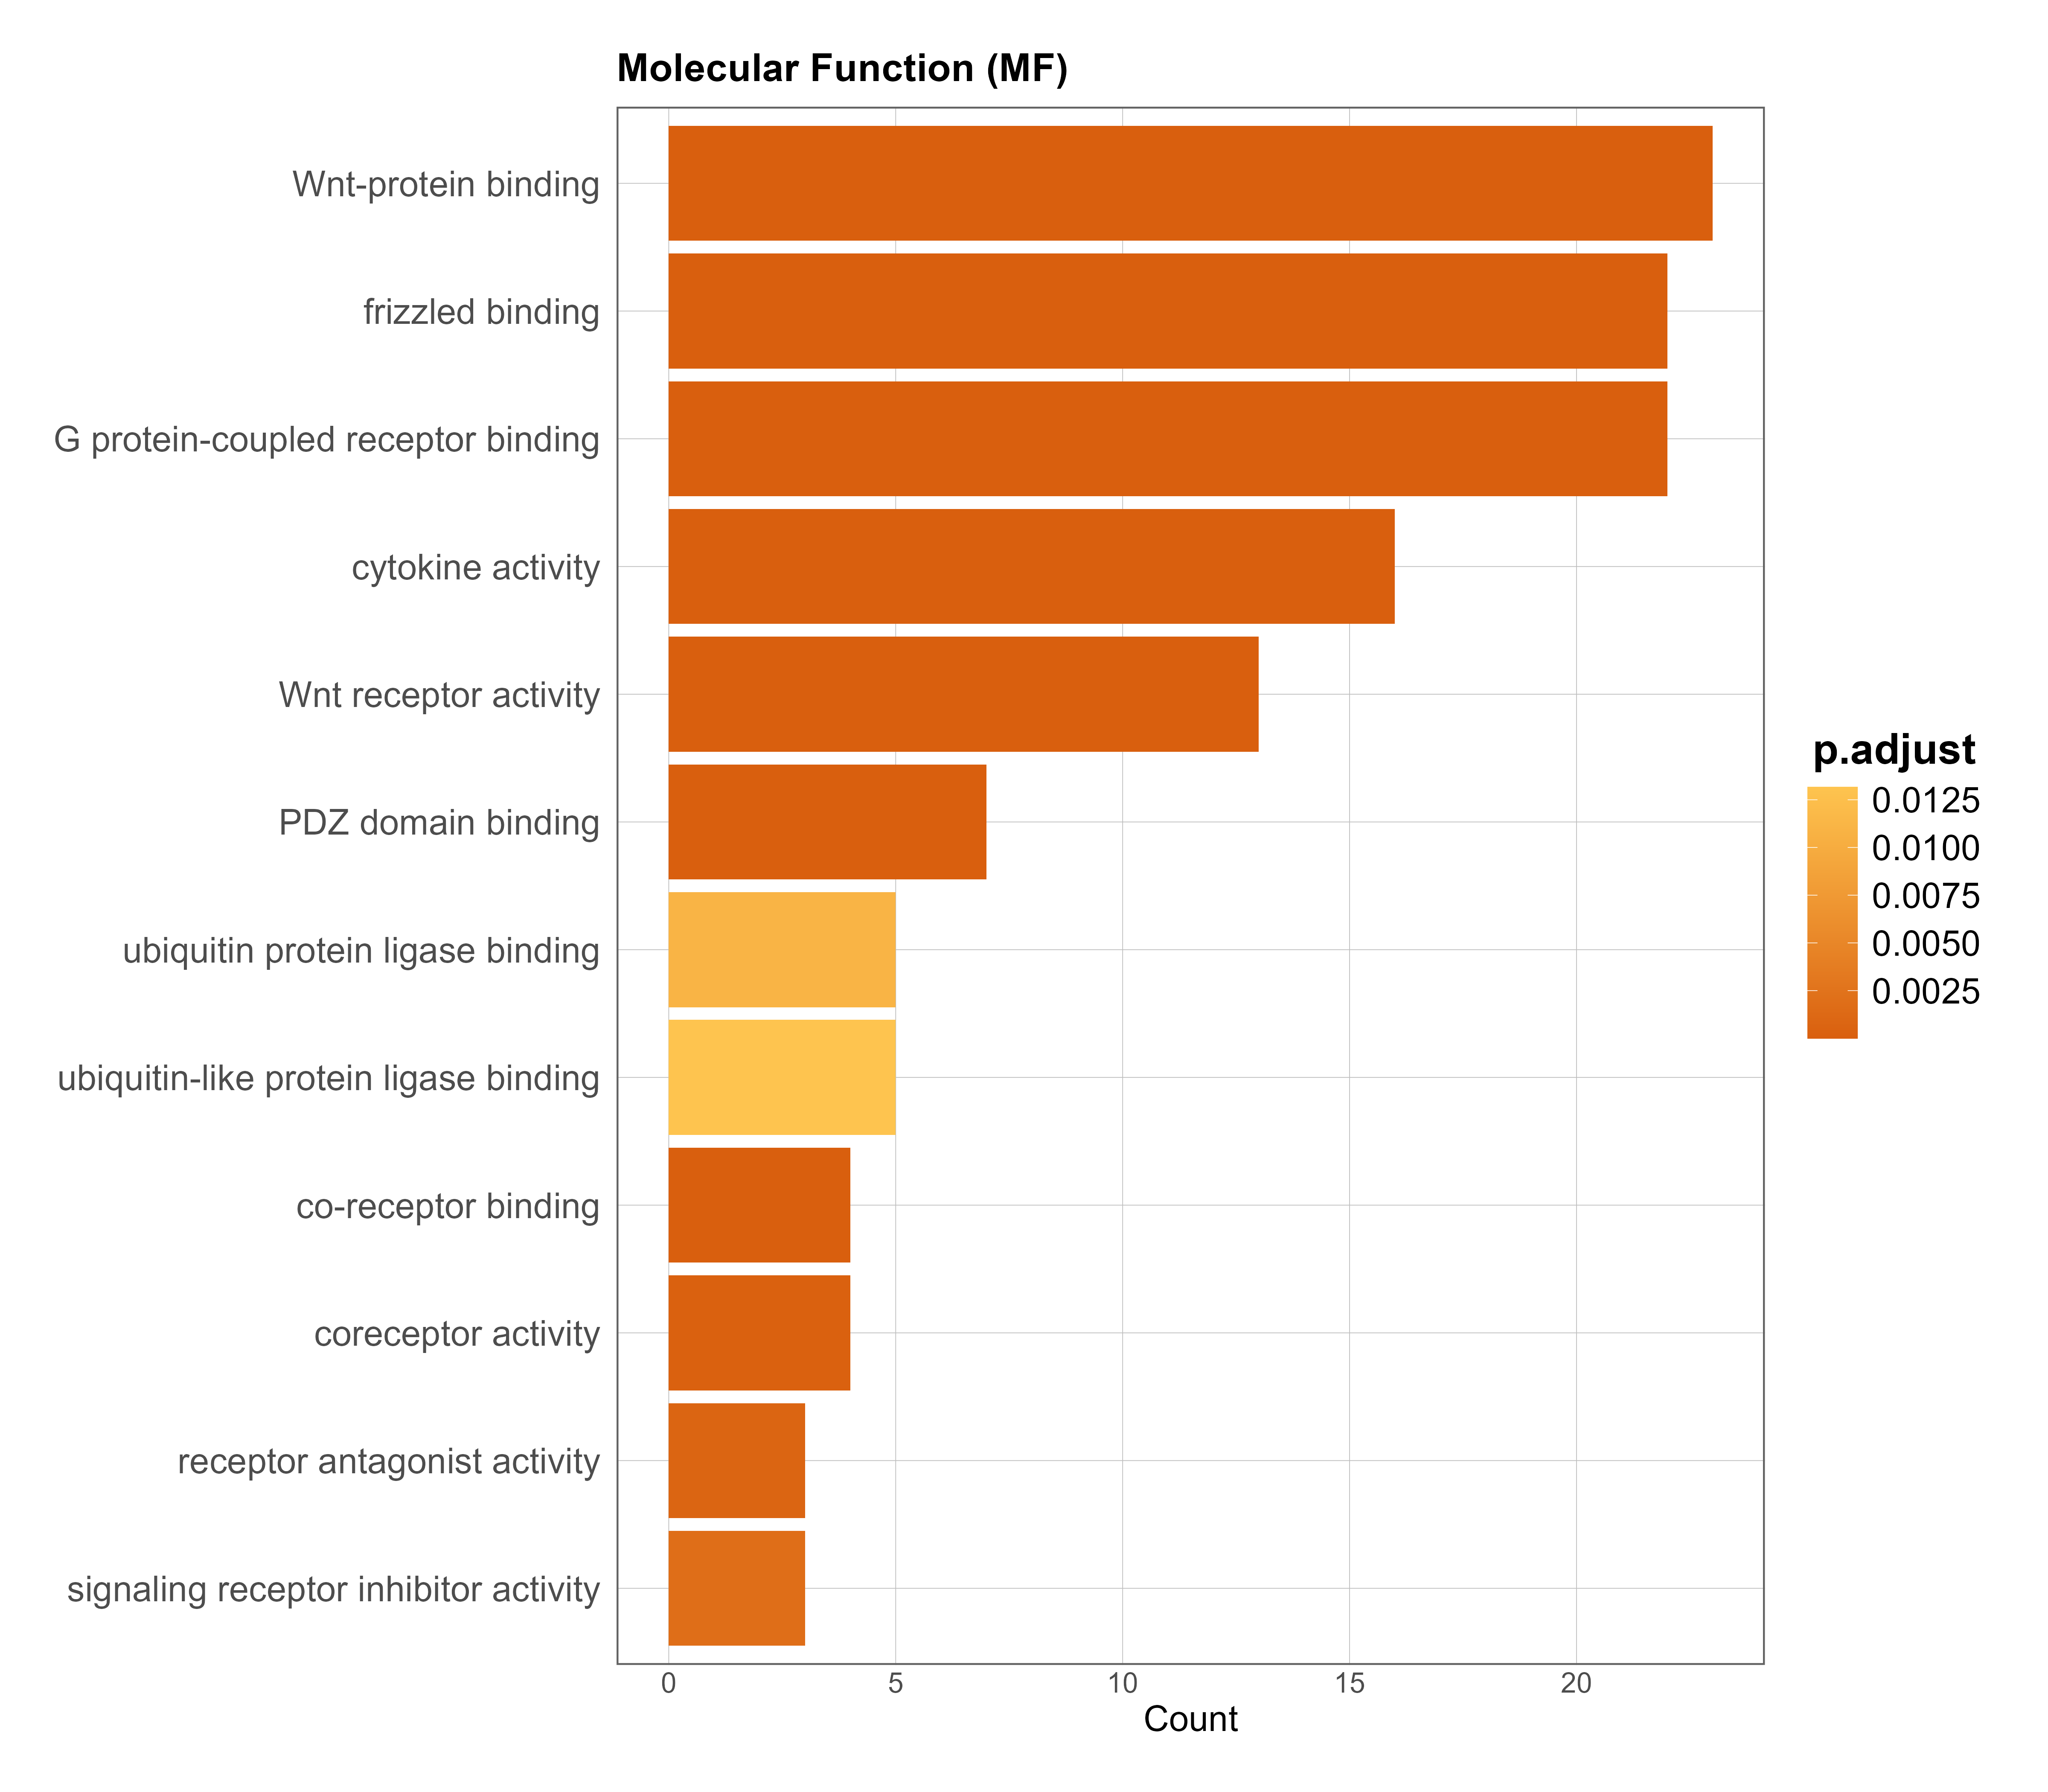 Molecular Function (MF)
Wnt-protein binding
frizzled binding
G protein-coupled receptor binding
cytokine activity
Wnt receptor activity
PDZ domain binding
ubiquitin protein ligase binding
ubiquitin-like protein ligase binding
co-receptor binding
coreceptor activity
receptor antagonist activity
signaling receptor inhibitor activity
0 5 10 15 20
Count
p.adjust
0.0125
0.0100
0.0075
0.0050
0.0025